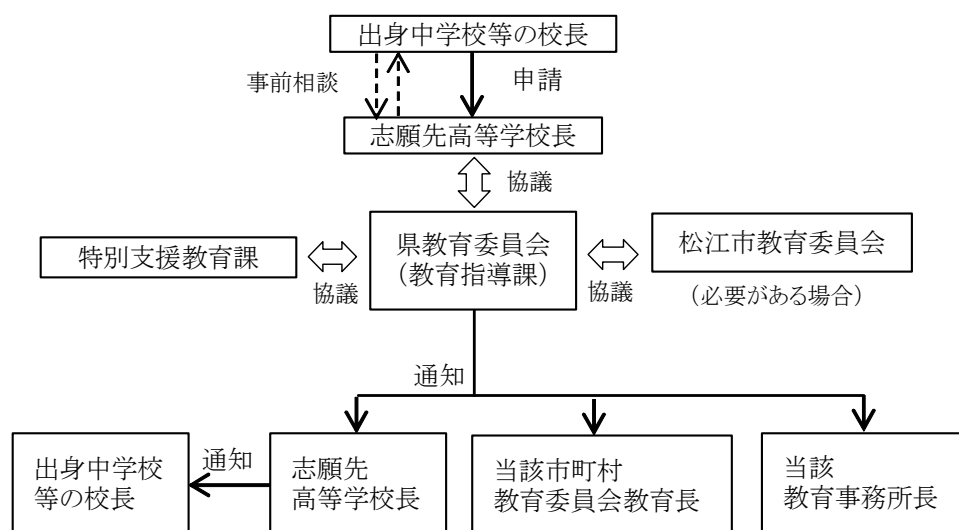 出身中学校等の校長
事前相談
申請
志願先高等学校長
協議
特別支援教育課
県教育委員会
（教育指導課）
松江市教育委員会
協議
協議
（必要がある場合）
通知
出身中学校
等の校長
通知
志願先
高等学校長
当該市町村
教育委員会教育長
当該
教育事務所長